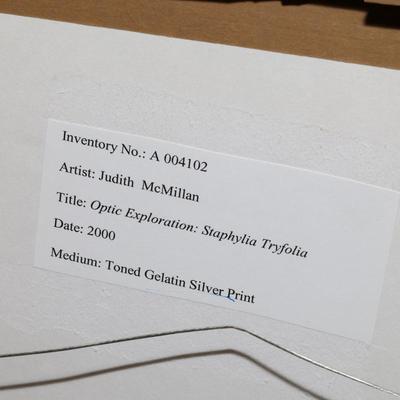 Inventory No.: A 004102
Artist: Judith McMillan
Title: Optic Exploration: Staphylia Tryfolia
Date: 2000
Medium: Toned Gelatin Silver Print